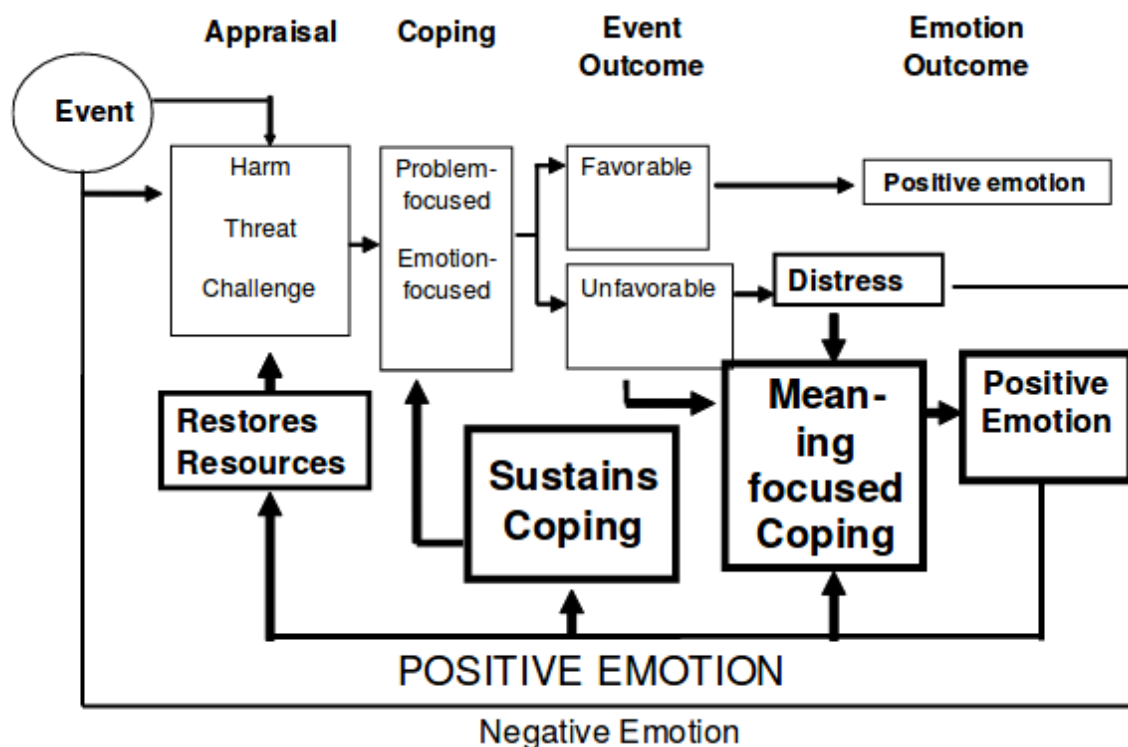 Appraisal
Coping
Event
Outcome
Emotion
Outcome
Event
Harm
Threat
Challenge
Problem-
focused
Emotion-
focused
Favorable
Positive emotion
Unfavorable
Distress
Restores
Resources
Sustains
Coping
Mean-
ing
focused
Coping
Positive
Emotion
POSITIVE EMOTION
Negative Emotion